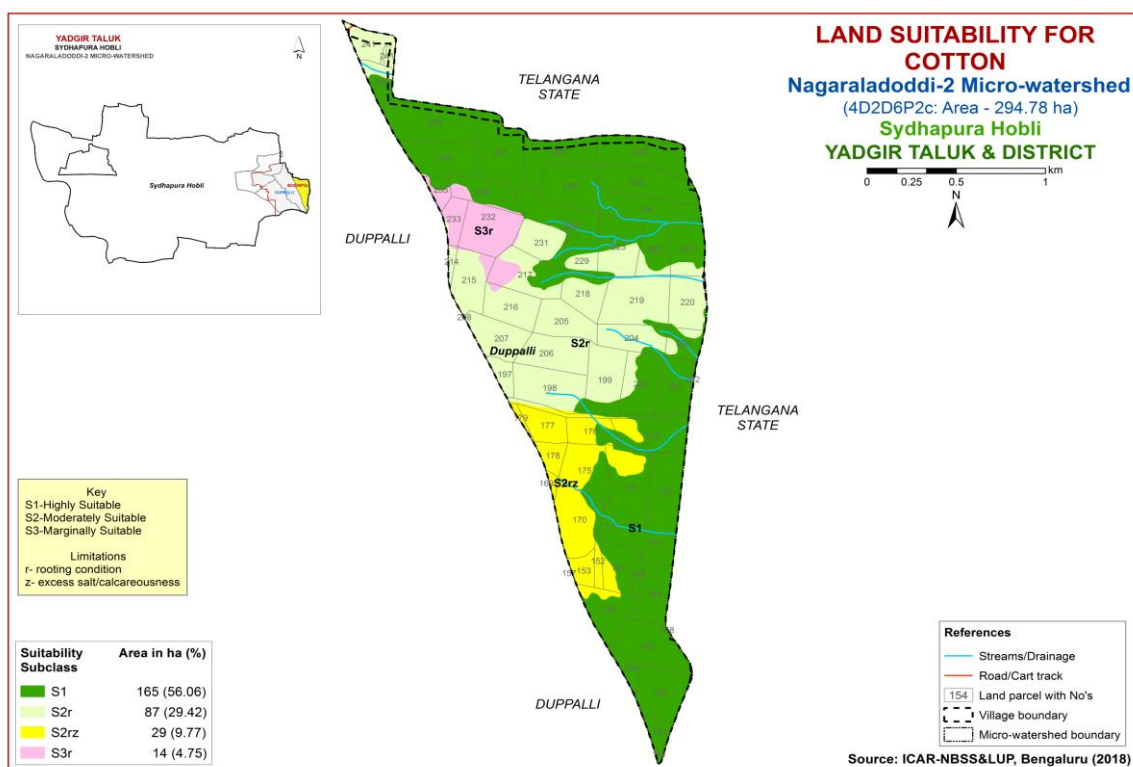 YADGIR TALUK
SYDHAPURA HOBLI
NAGARALADODDI-2 MICRO-WATERSHED
N
Sydhapura Hobli
DUPPALLI
LAND SUITABILITY FOR
COTTON
Nagaraladoddi-2 Micro-watershed
(4D2D6P2c: Area - 294.78 ha)
Sydhapura Hobli
YADGIR TALUK & DISTRICT
km
0 0.25 0.5 1
N
TELANGANA
STATE
DUPPALLI
233
232
S3r
231
214
229
215
217
218
219
220
216
205
204
207
Duppalli
S2r
206
197
199
198
TELANGANA
STATE
179
177
176
178
175
S2rz
170
S1
152
153
DUPPALLI
Key
S1-Highly Suitable
S2-Moderately Suitable
S3-Marginally Suitable
Limitations
r- rooting condition
z- excess salt/calcareousness
Suitability Area in ha (%)
Subclass
S1 165 (56.06)
S2r 87 (29.42)
S2rz 29 (9.77)
S3r 14 (4.75)
References
Streams/Drainage
Road/Cart track
154 Land parcel with No's
Village boundary
Micro-watershed boundary
Source: ICAR-NBSS&LUP, Bengaluru (2018)